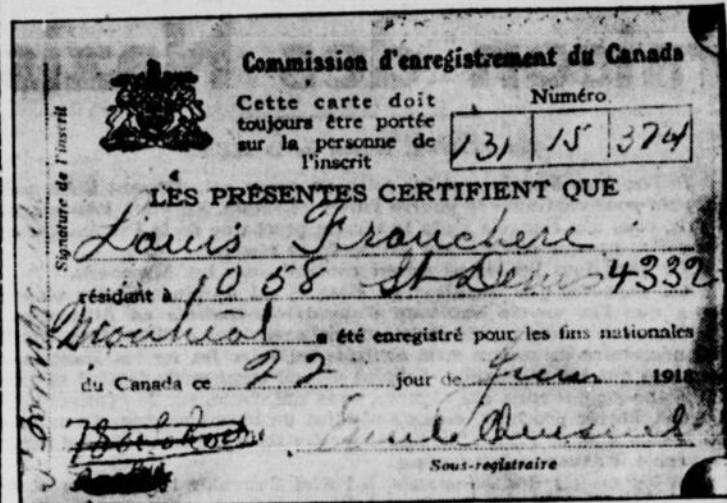 Commission d'enregistrement du Canada
Cette carte doit
toujours être portée
sur la personne de
l'inscrit
Numéro
131 15 374
LES PRÉSENTES CERTIFIENT QUE
Louis Franchere
résidant à 1058 St Denis 4332
Montreal a été enregistré pour les fins nationales
du Canada ce 22 jour de Juin 1918
Sous-registraire
Signature de l'inscrit